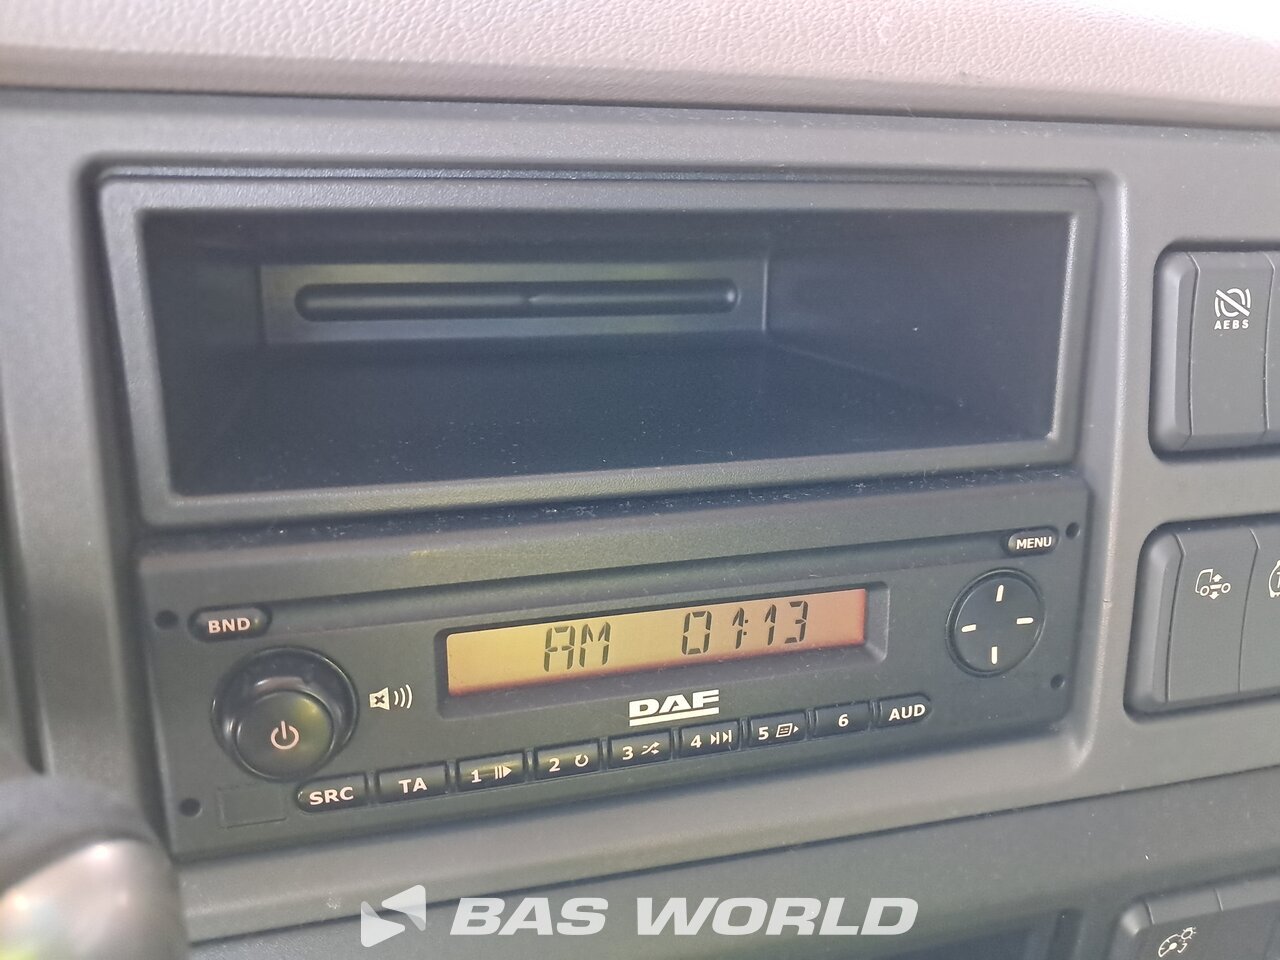 AEBS
MENU
BND
AM 01:13
DAF
SRC TA 1 2 3 4 5 6 AUD
BAS WORLD